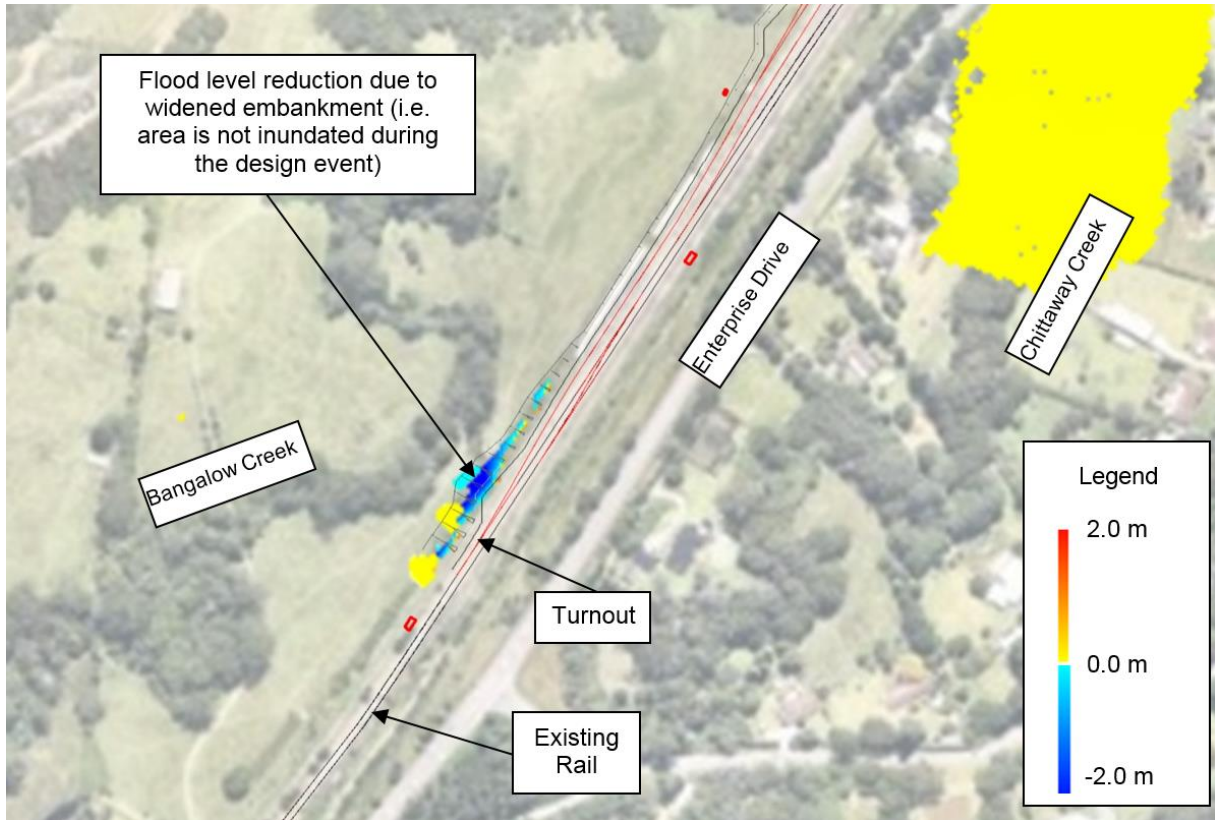 Flood level reduction due to
widened embankment (i.e.
area is not inundated during
the design event)
Enterprise Drive
Chittaway Creek
Bangalow Creek
Turnout
Existing
Rail
Legend
2.0 m
0.0 m
-2.0 m